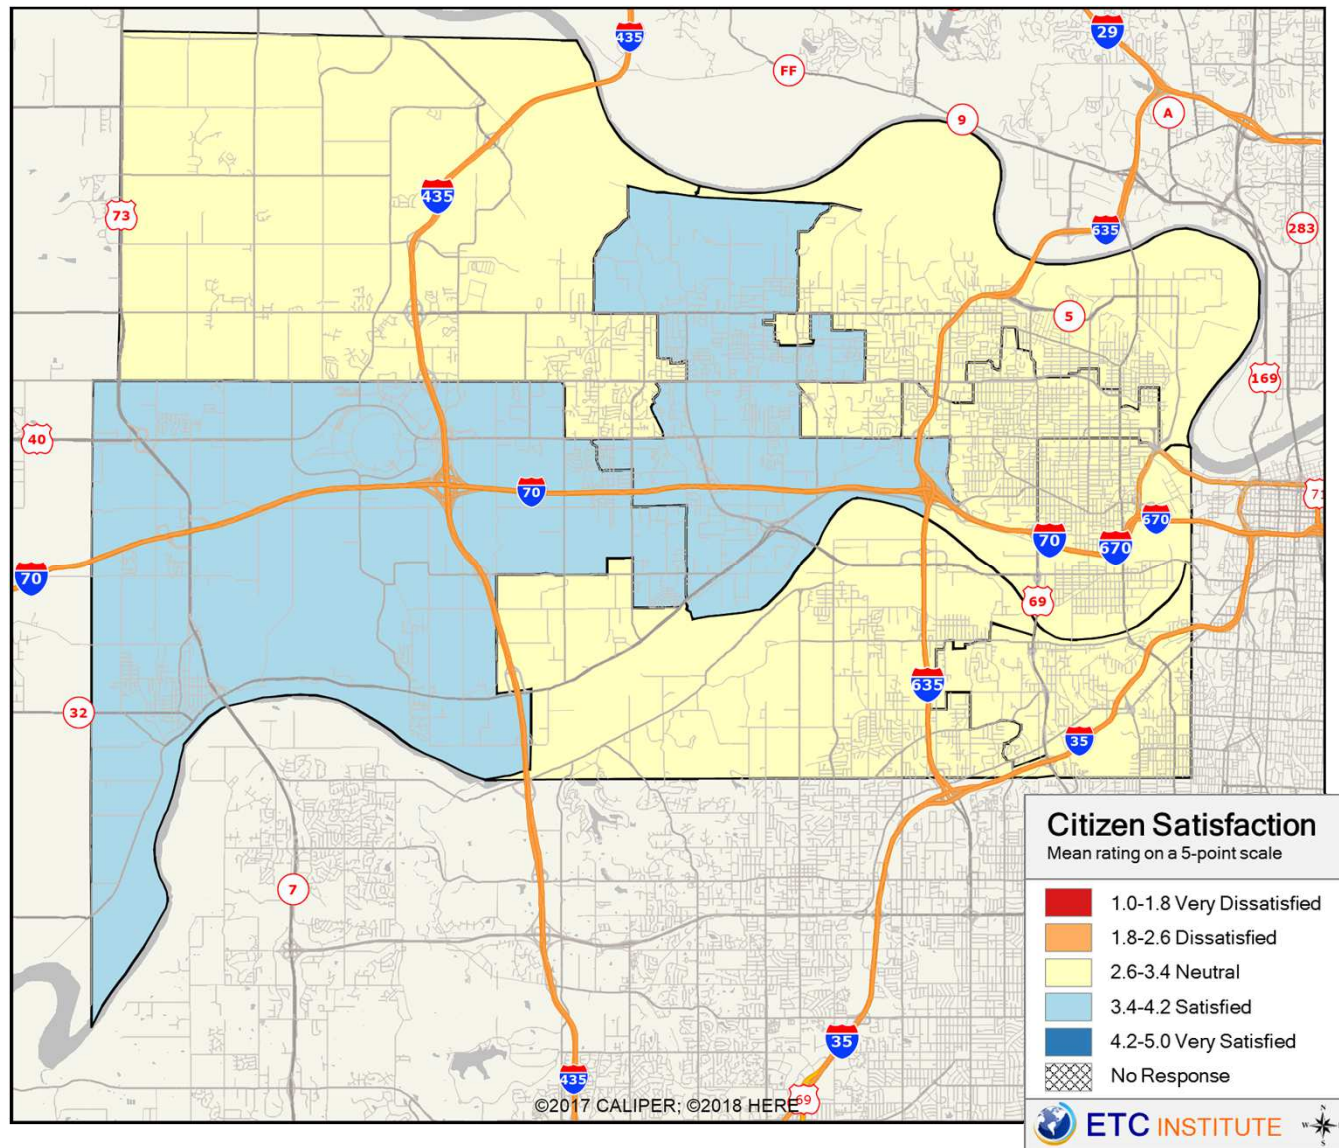 435
29
FF
A
9
435
73
635
283
5
169
40
70
71
670
70
670
70
69
32
635
35
Citizen Satisfaction
Mean rating on a 5-point scale
1.0-1.8 Very Dissatisfied
1.8-2.6 Dissatisfied
2.6-3.4 Neutral
3.4-4.2 Satisfied
4.2-5.0 Very Satisfied
No Response
7
35
435
69
©2017 CALIPER; ©2018 HERE
ETC INSTITUTE
N
W
E
S